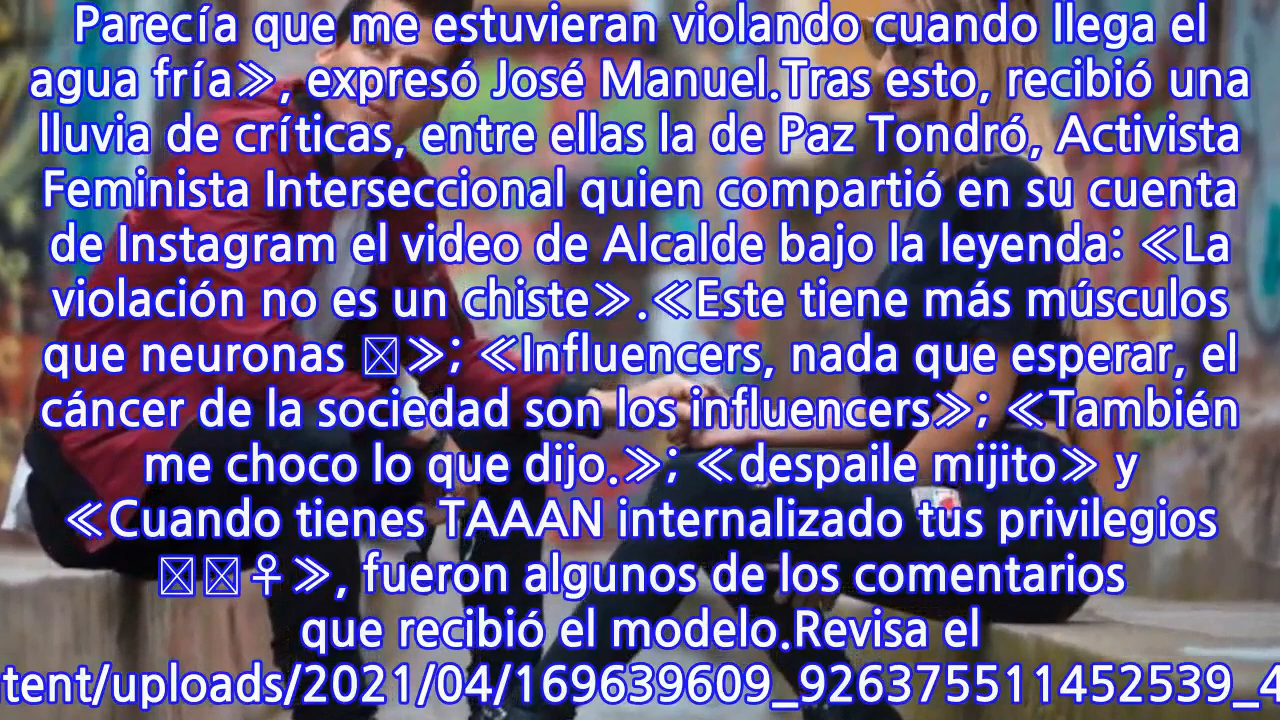 Parecía que me estuvieran violando cuando llega el
agua fría≫, expresó José Manuel.Tras esto, recibió una
lluvia de críticas, entre ellas la de Paz Tondró, Activista
Feminista Interseccional quien compartió en su cuenta
de Instagram el video de Alcalde bajo la leyenda: ≪La
violación no es un chiste≫.≪Este tiene más músculos
que neuronas ☒≫; ≪Influencers, nada que esperar, el
cáncer de la sociedad son los influencers≫; ≪También
me choco lo que dijo.≫; ≪despaile mijito≫ y
≪Cuando tienes TAAAN internalizado tus privilegios
☒☒♀≫, fueron algunos de los comentarios
que recibió el modelo.Revisa el
tent/uploads/2021/04/169639609_926375511452539_4